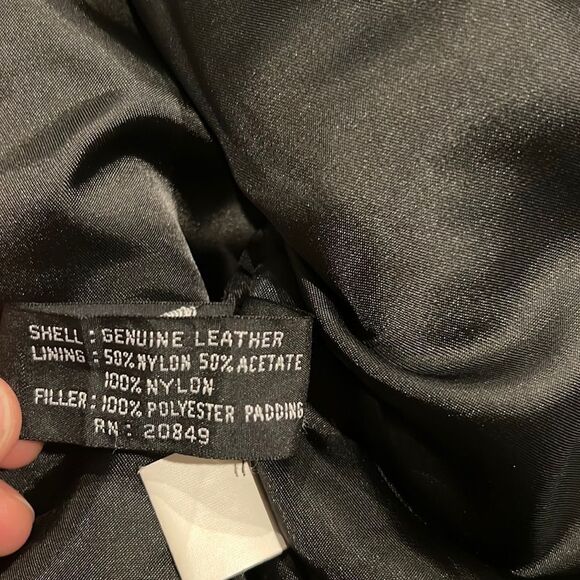 SHELL : GENUINE LEATHER
LINING : 50% NYLON 50% ACETATE
100% NYLON
FILLER : 100% POLYESTER PADDING
RN : 20849